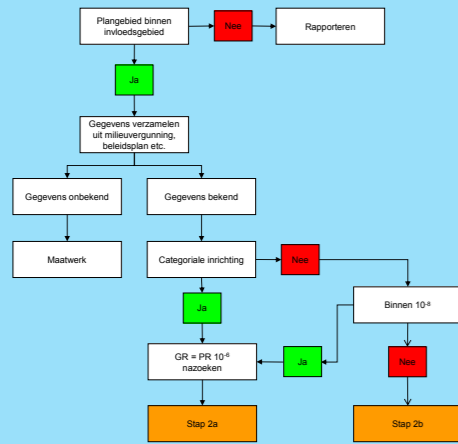 Plangebied binnen
invloedsgebied
Nee
Rapporteren
Ja
Gegevens verzamelen
uit milieuvergunning,
beleidsplan etc.
Gegevens onbekend
Gegevens bekend
Maatwerk
Categoriale inrichting
Nee
Ja
Binnen 10⁻⁸
GR = PR 10⁻⁶
nazoeken
Ja
Nee
Stap 2a
Stap 2b